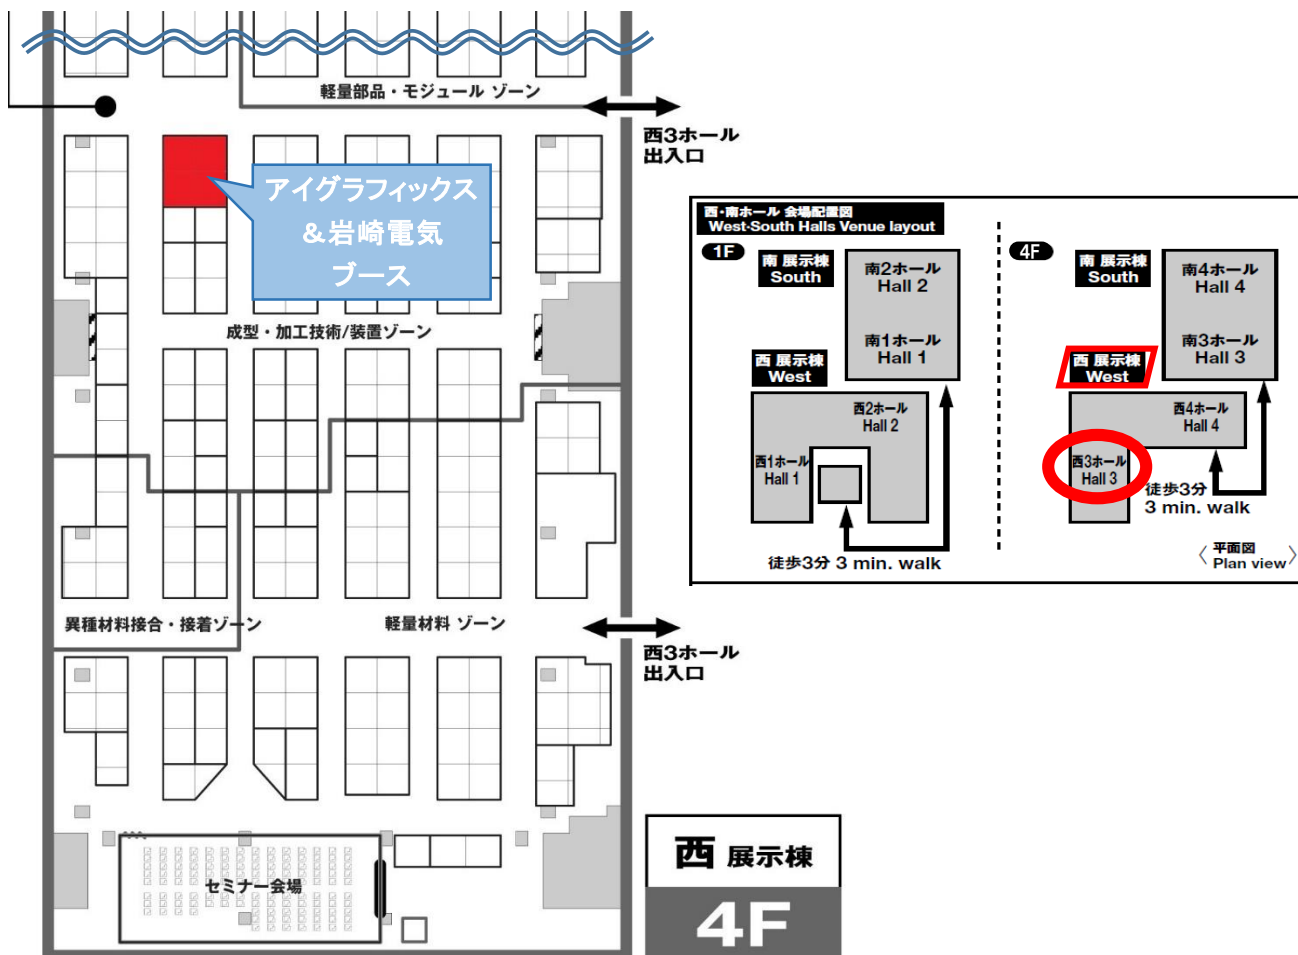 軽量部品・モジュール ゾーン
西3ホール
出入口
アイグラフィックス
&岩崎電気
ブース
成型・加工技術/装置ゾーン
異種材料接合・接着ゾーン
軽量材料 ゾーン
西3ホール
出入口
セミナー会場
西 展示棟
4F
西・南ホール 会場配置図
West-South Halls Venue layout
1F
南 展示棟
South
南2ホール
Hall 2
南1ホール
Hall 1
西 展示棟
West
西2ホール
Hall 2
西1ホール
Hall 1
徒歩3分 3 min. walk
4F
南 展示棟
South
南4ホール
Hall 4
南3ホール
Hall 3
西 展示棟
West
西4ホール
Hall 4
西3ホール
Hall 3
徒歩3分
3 min. walk
〈 平面図 〉
Plan view